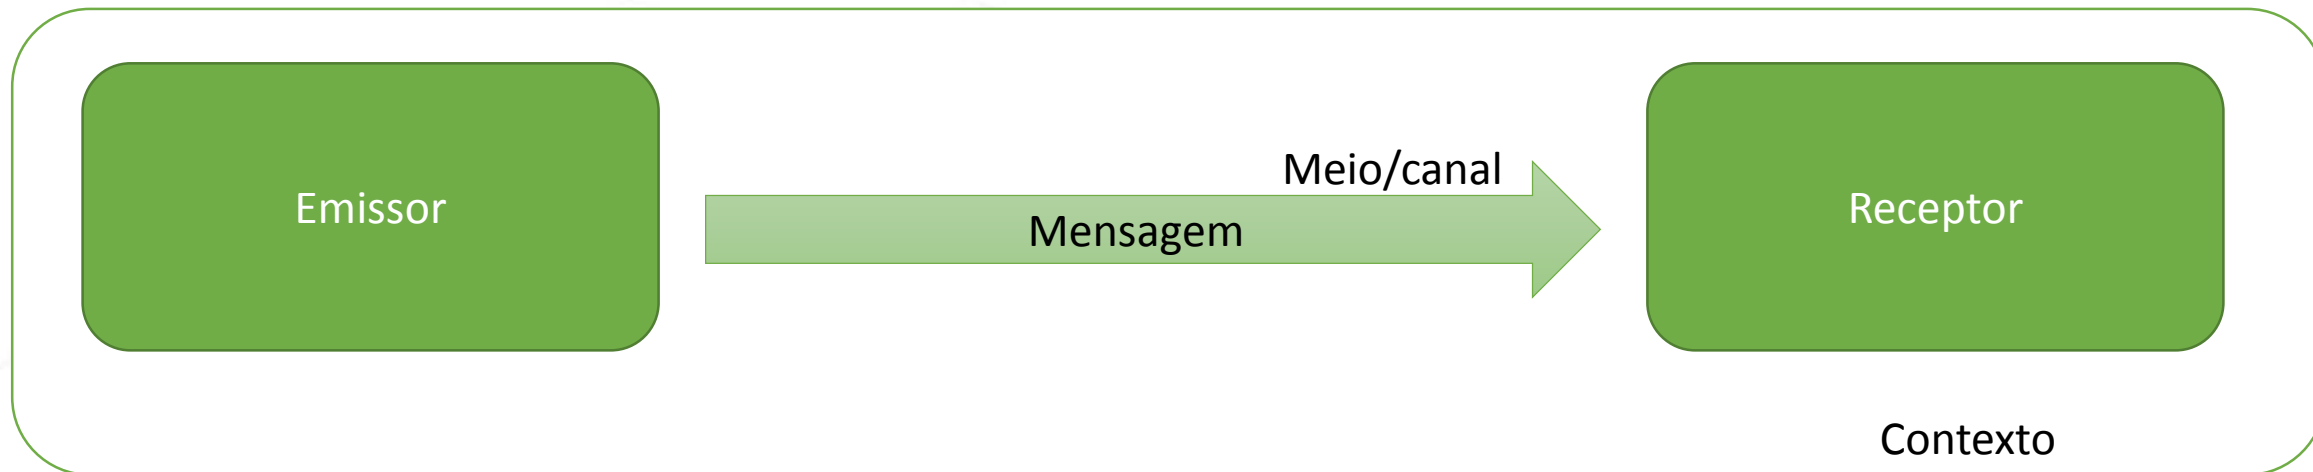 Emissor
Meio/canal
Mensagem
Receptor
Contexto